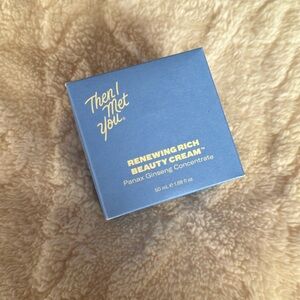 Then I
Met
You.
RENEWING RICH
BEAUTY CREAM™
Panax Ginseng Concentrate
50 mL ℮ 1.69 fl oz